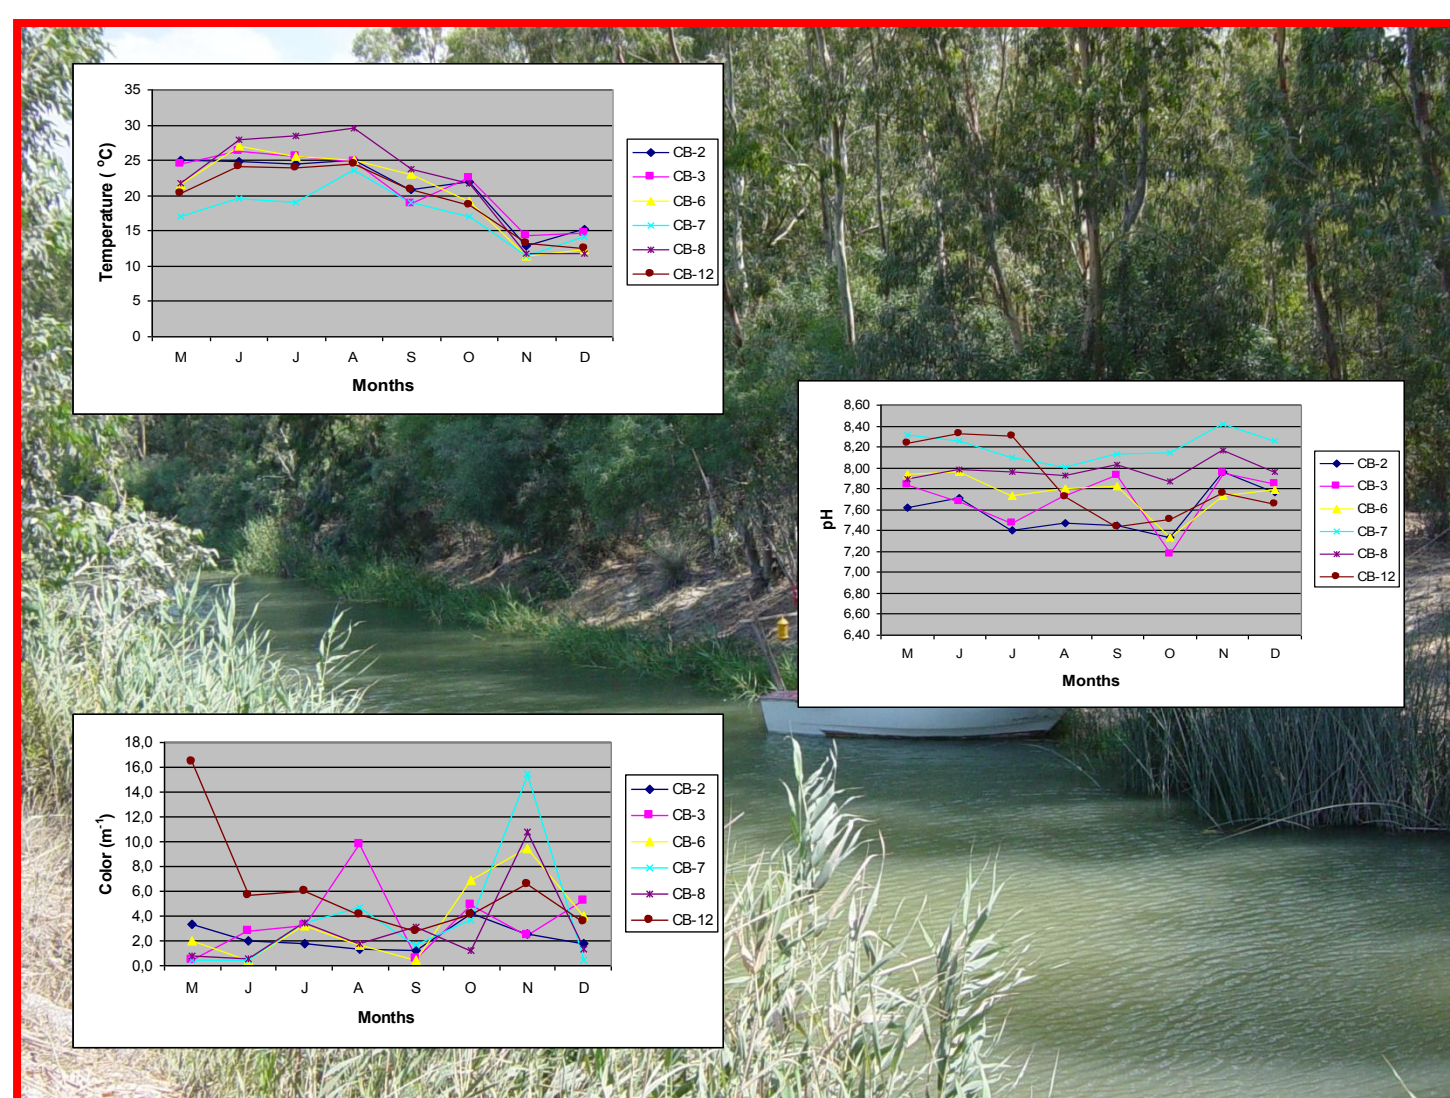 35
30
25
20
15
10
5
0
Temperature ( ºC)
M J J A S O N D
Months
CB-2
CB-3
CB-6
CB-7
CB-8
CB-12
8,60
8,40
8,20
8,00
7,80
7,60
7,40
7,20
7,00
6,80
6,60
6,40
pH
M J J A S O N D
Months
CB-2
CB-3
CB-6
CB-7
CB-8
CB-12
18,0
16,0
14,0
12,0
10,0
8,0
6,0
4,0
2,0
0,0
Color (m⁻¹)
M J J A S O N D
Months
CB-2
CB-3
CB-6
CB-7
CB-8
CB-12